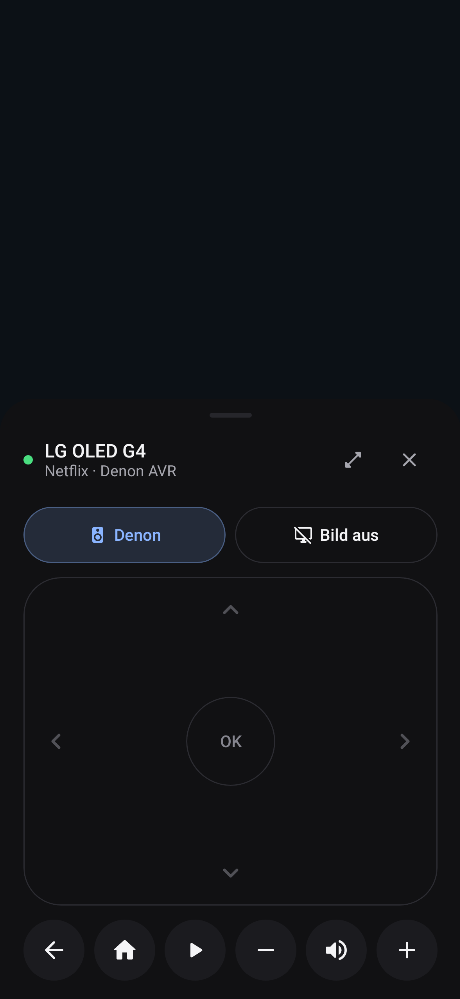 LG OLED G4
Netflix · Denon AVR
Denon
Bild aus
OK